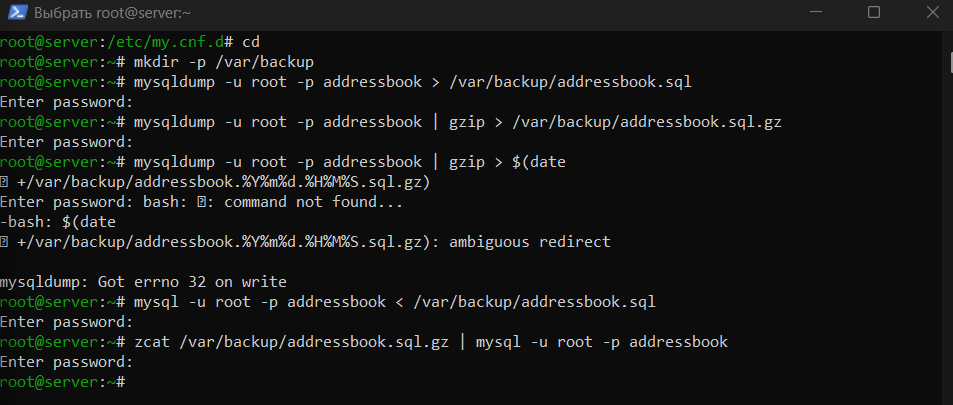 Выбрать root@server:~
root@server:/etc/my.cnf.d# cd
root@server:~# mkdir -p /var/backup
root@server:~# mysqldump -u root -p addressbook > /var/backup/addressbook.sql
Enter password:
root@server:~# mysqldump -u root -p addressbook | gzip > /var/backup/addressbook.sql.gz
Enter password:
root@server:~# mysqldump -u root -p addressbook | gzip > $(date
 +/var/backup/addressbook.%Y%m%d.%H%M%S.sql.gz)
Enter password: bash: : command not found...
-bash: $(date
 +/var/backup/addressbook.%Y%m%d.%H%M%S.sql.gz): ambiguous redirect
mysqldump: Got errno 32 on write
root@server:~# mysql -u root -p addressbook < /var/backup/addressbook.sql
Enter password:
root@server:~# zcat /var/backup/addressbook.sql.gz | mysql -u root -p addressbook
Enter password:
root@server:~#